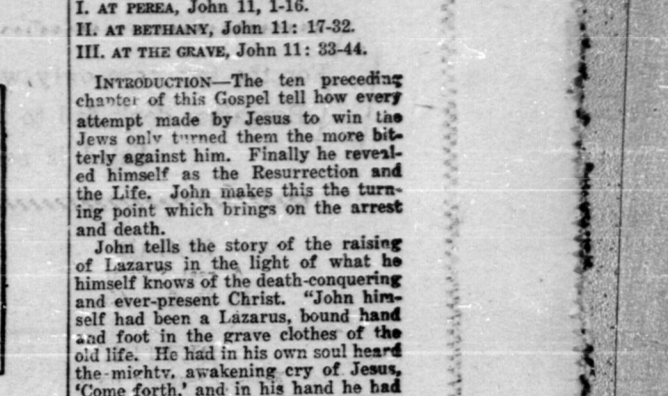 I. AT PEREA, John 11, 1-16.
II. AT BETHANY, John 11: 17-32.
III. AT THE GRAVE, John 11: 33-44.
INTRODUCTION—The ten preceding
chapter of this Gospel tell how every
attempt made by Jesus to win the
Jews only turned them the more bit-
terly against him. Finally he reveal-
ed himself as the Resurrection and
the Life. John makes this the turn-
ing point which brings on the arrest
and death.
John tells the story of the raising
of Lazarus in the light of what he
himself knows of the death-conquering
and ever-present Christ. “John him-
self had been a Lazarus, bound hand
and foot in the grave clothes of the
old life. He had in his own soul heard
the mighty, awakening cry of Jesus,
‘Come forth,’ and in his hand he had